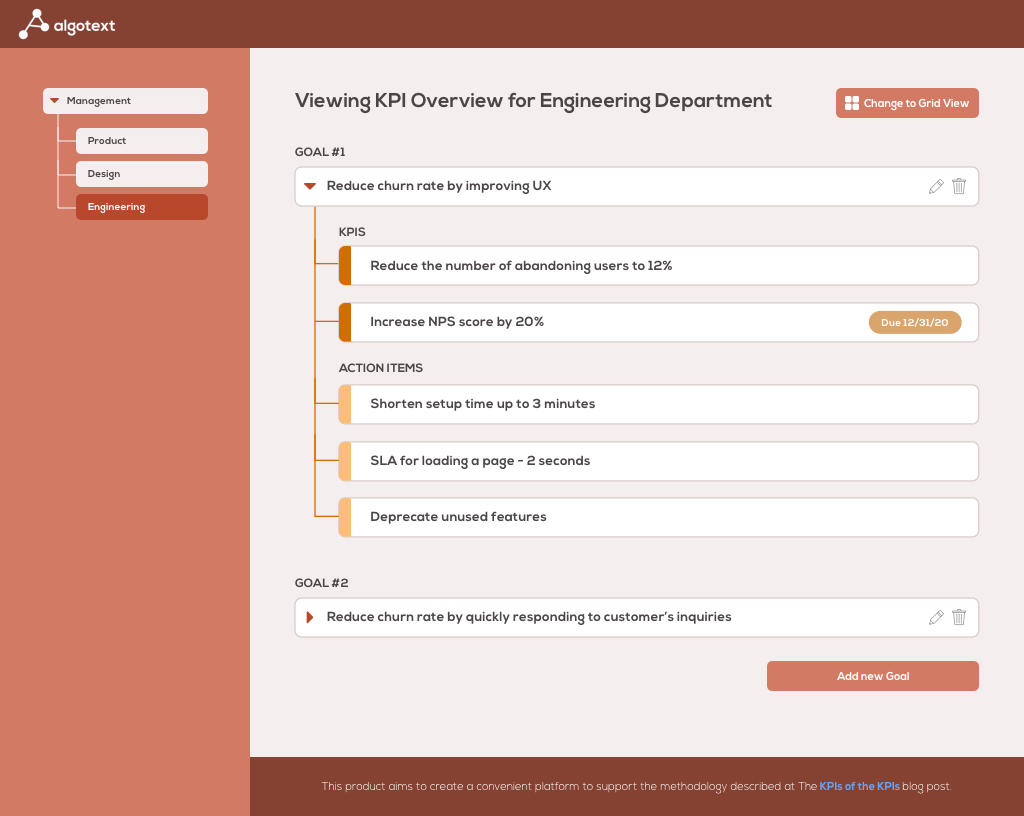 algotext
Management
Product
Design
Engineering
Viewing KPI Overview for Engineering Department
Change to Grid View
GOAL #1
Reduce churn rate by improving UX
KPIS
Reduce the number of abandoning users to 12%
Increase NPS score by 20%
Due 12/31/20
ACTION ITEMS
Shorten setup time up to 3 minutes
SLA for loading a page - 2 seconds
Deprecate unused features
GOAL #2
Reduce churn rate by quickly responding to customer’s inquiries
Add new Goal
This product aims to create a convenient platform to support the methodology described at The KPIs of the KPIs blog post.